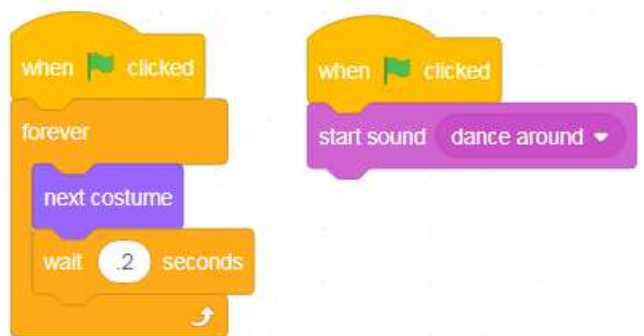 when clicked
forever
next costume
wait .2 seconds
when clicked
start sound dance around